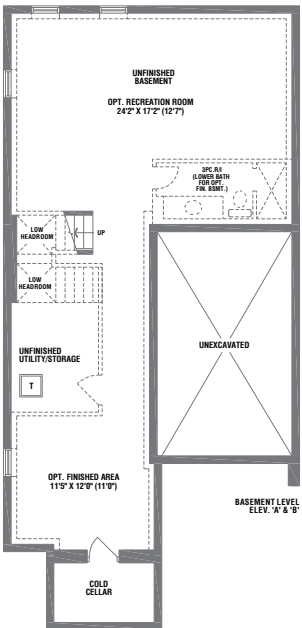 UNFINISHED
BASEMENT
OPT. RECREATION ROOM
24'2" X 17'2" (12'7")
3PC.R/I
(LOWER BATH
FOR OPT.
FIN. BSMT.)
LOW
HEADROOM
UP
LOW
HEADROOM
UNFINISHED
UTILITY/STORAGE
T
UNEXCAVATED
OPT. FINISHED AREA
11'5" X 12'0" (11'0")
BASEMENT LEVEL
ELEV. 'A' & 'B'
COLD
CELLAR